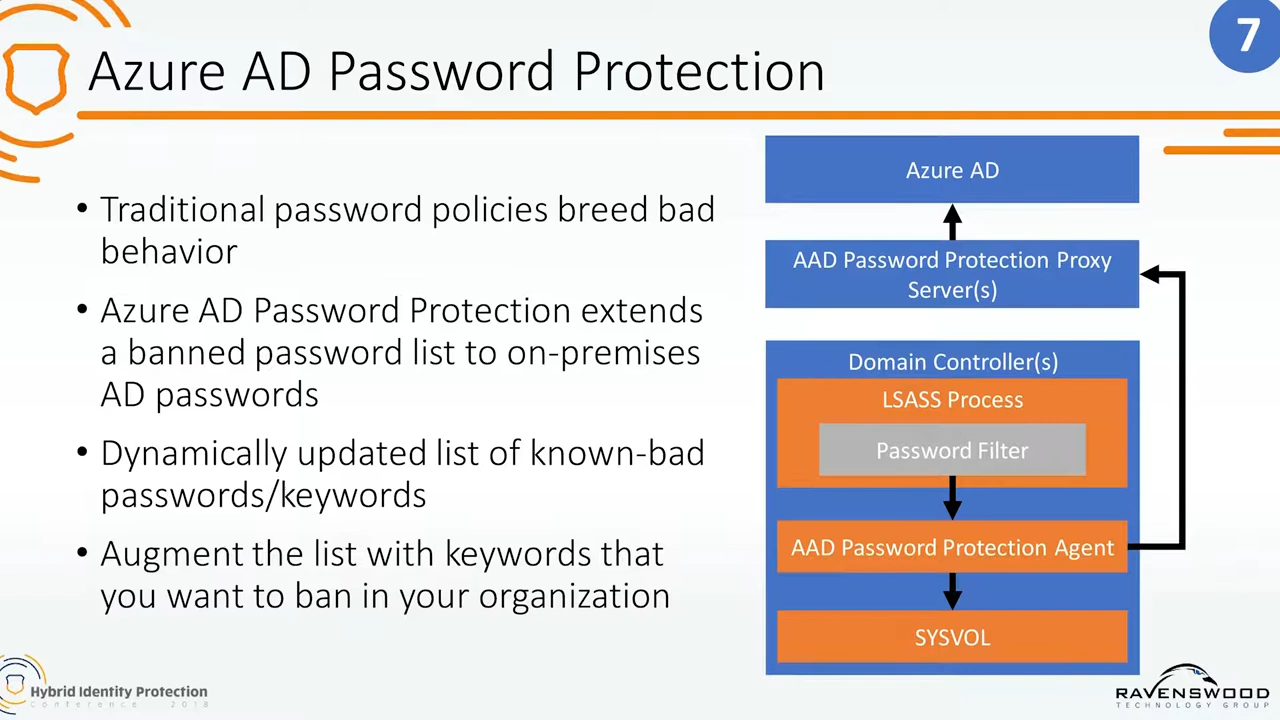 7
Azure AD Password Protection
• Traditional password policies breed bad
behavior
• Azure AD Password Protection extends
a banned password list to on-premises
AD passwords
• Dynamically updated list of known-bad
passwords/keywords
• Augment the list with keywords that
you want to ban in your organization
Azure AD
AAD Password Protection Proxy
Server(s)
Domain Controller(s)
LSASS Process
Password Filter
AAD Password Protection Agent
SYSVOL
Hybrid Identity Protection
Conference 2018
RAVENSWOOD
TECHNOLOGY GROUP